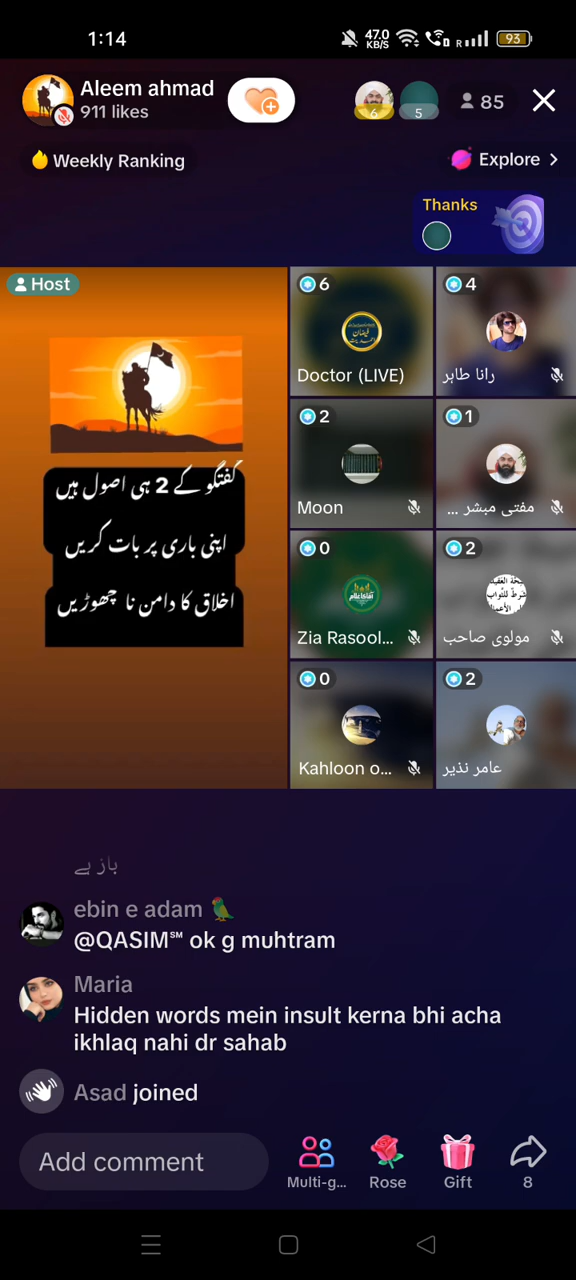 1:14
47.0
KB/S
R
93
Aleem ahmad
911 likes
6
5
85
Weekly Ranking
Explore
Thanks
Host
گفتگو کے 2 ہی اصول ہیں
اپنی باری پر بات کریں
اخلاق کا دامن نا چھوڑیں
6
Doctor (LIVE)
4
رانا طاہر
2
Moon
1
مفتی مبشر ...
0
Zia Rasool...
2
مولوی صاحب
0
Kahloon o...
2
عامر نذیر
باز ہے
ebin e adam
@QASIM℠ ok g muhtram
Maria
Hidden words mein insult kerna bhi acha
ikhlaq nahi dr sahab
Asad joined
Add comment
Multi-g...
Rose
Gift
8